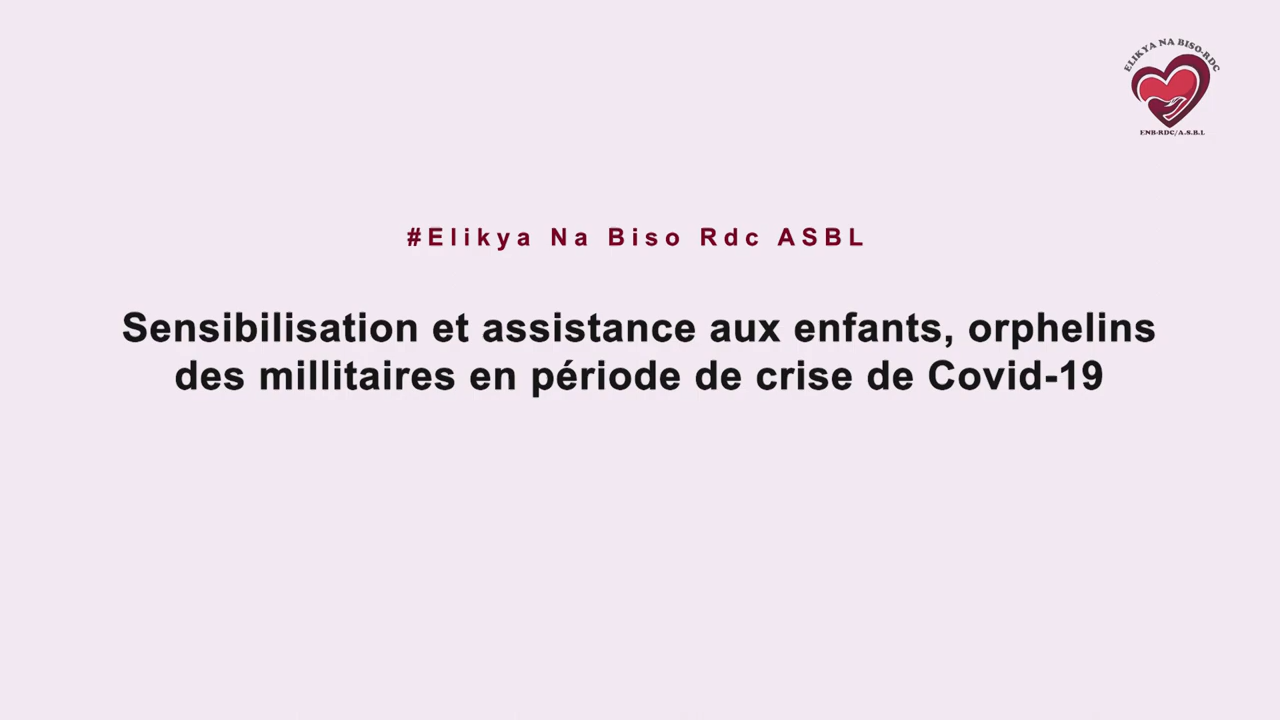 ELIKYA NA BISO-RDC
ENB-RDC/A.S.B.L
#Elikya Na Biso Rdc ASBL
Sensibilisation et assistance aux enfants, orphelins
des millitaires en période de crise de Covid-19